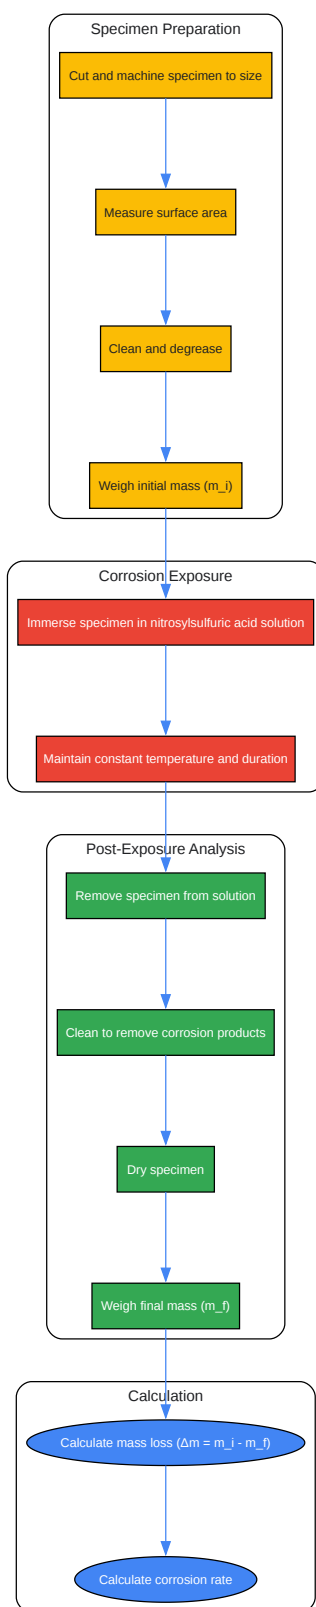 Specimen Preparation
Cut and machine specimen to size
Measure surface area
Clean and degrease
Weigh initial mass (m_i)
Corrosion Exposure
Immerse specimen in nitrosylsulfuric acid solution
Maintain constant temperature and duration
Post-Exposure Analysis
Remove specimen from solution
Clean to remove corrosion products
Dry specimen
Weigh final mass (m_f)
Calculation
Calculate mass loss (Δm = m_i - m_f)
Calculate corrosion rate